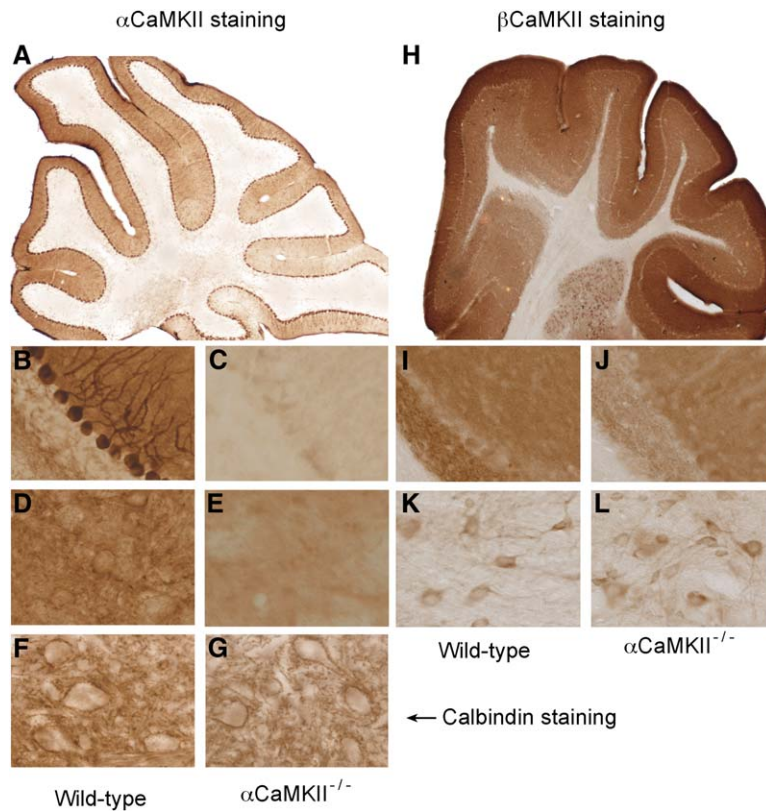 αCaMKII staining
βCaMKII staining
A
H
B
C
I
J
D
E
K
L
F
G
Wild-type
αCaMKII-/-
← Calbindin staining
Wild-type
αCaMKII-/-